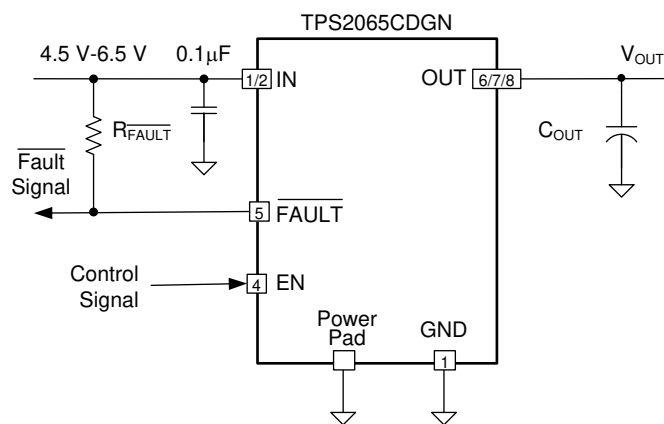 TPS2065CDGN
4.5 V-6.5 V
0.1μF
1/2
IN
OUT
6/7/8
VOUT
RFAULT
COUT
Fault
Signal
5
FAULT
Control
Signal
4
EN
Power
Pad
GND
1